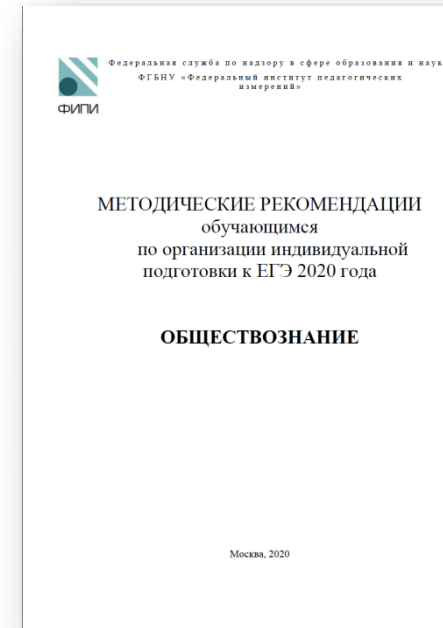 Федеральная служба по надзору в сфере образования и наук
ФГБНУ «Федеральный институт педагогических
измерений»
ФИПИ
МЕТОДИЧЕСКИЕ РЕКОМЕНДАЦИИ
обучающимся
по организации индивидуальной
подготовки к ЕГЭ 2020 года
ОБЩЕСТВОЗНАНИЕ
Москва, 2020